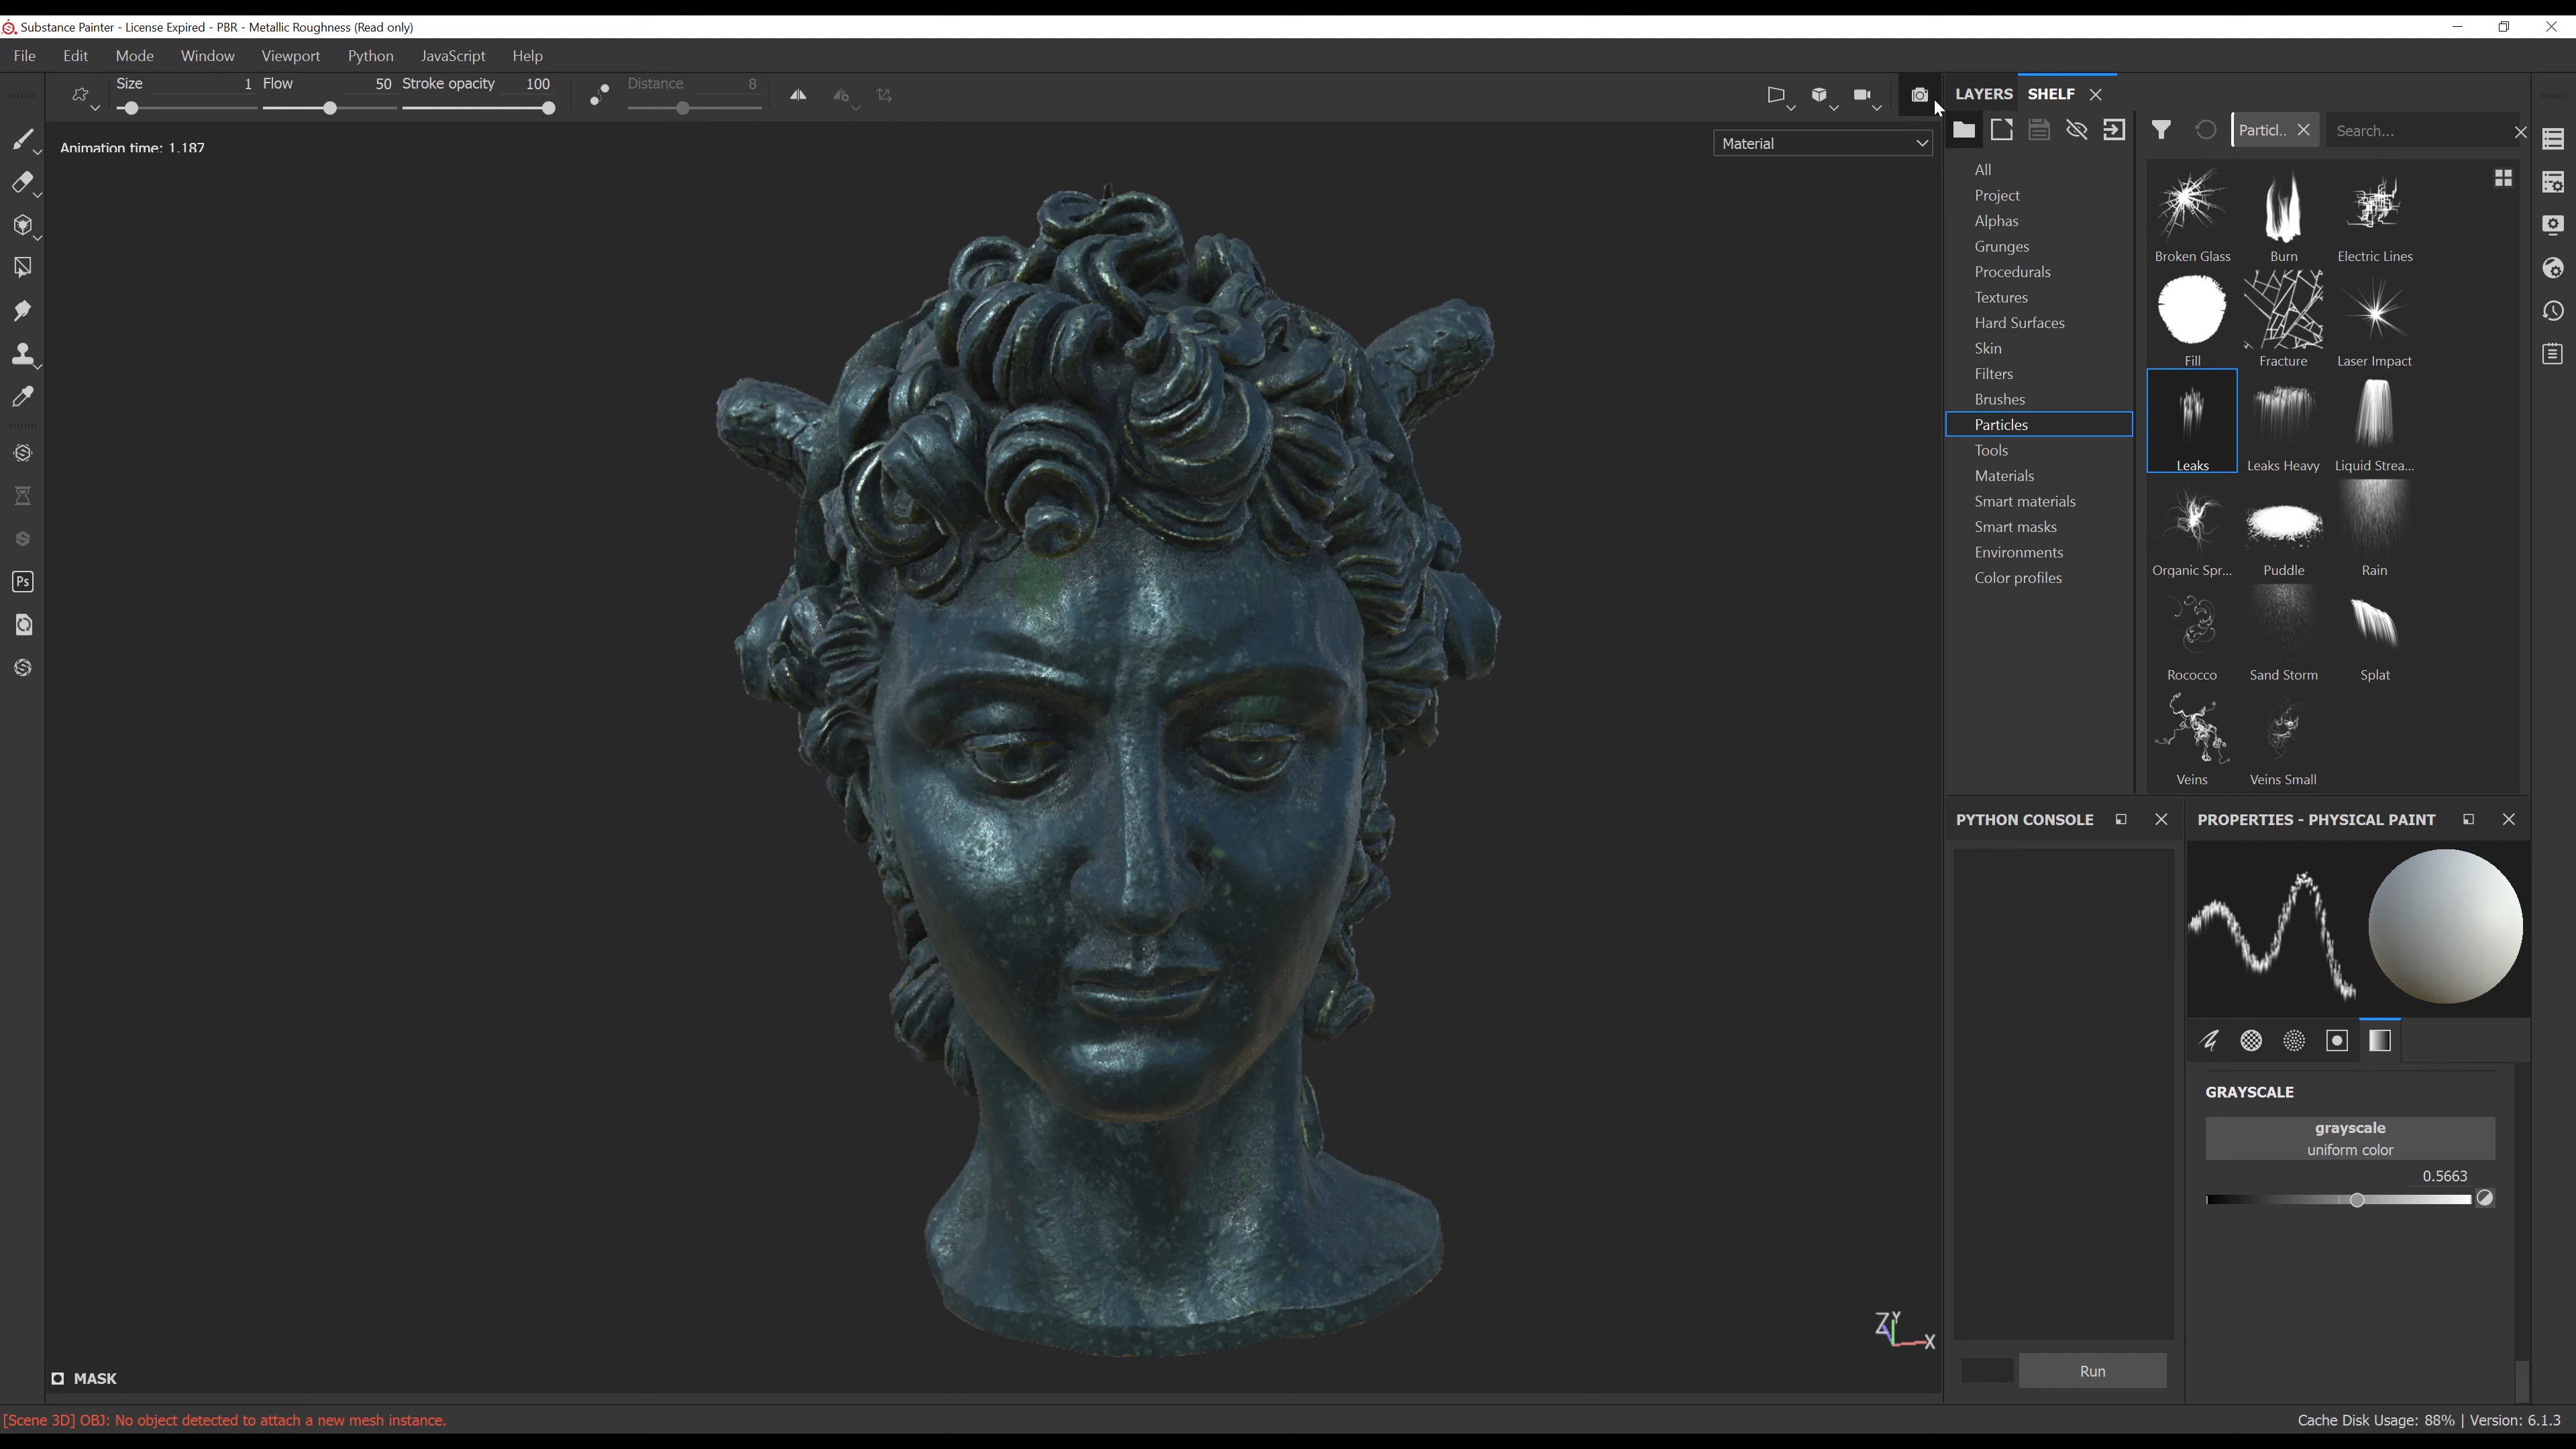 Substance Painter - License Expired - PBR - Metallic Roughness (Read only)
File Edit Mode Window Viewport Python JavaScript Help
Size 1 Flow 50 Stroke opacity 100 Distance 8
Animation time: 1.187
Material
LAYERS SHELF
Particl.. Search...
All
Project
Alphas
Grunges
Procedurals
Textures
Hard Surfaces
Skin
Filters
Brushes
Particles
Tools
Materials
Smart materials
Smart masks
Environments
Color profiles
Broken Glass Burn Electric Lines
Fill Fracture Laser Impact
Leaks Leaks Heavy Liquid Strea...
Organic Spr... Puddle Rain
Rococco Sand Storm Splat
Veins Veins Small
PYTHON CONSOLE
Run
PROPERTIES - PHYSICAL PAINT
GRAYSCALE
grayscale
uniform color
0.5663
Ps
Z Y
X
MASK
[Scene 3D] OBJ: No object detected to attach a new mesh instance.
Cache Disk Usage: 88% | Version: 6.1.3